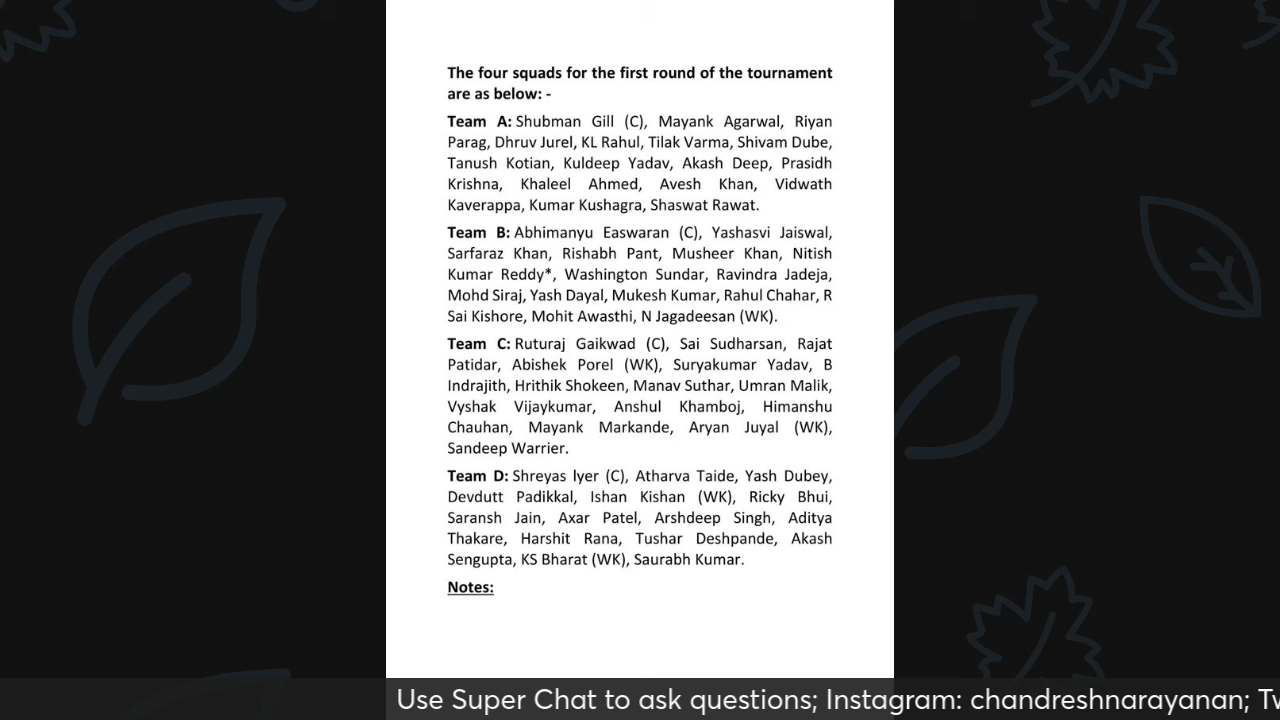 The four squads for the first round of the tournament
are as below: -
Team A: Shubman Gill (C), Mayank Agarwal, Riyan
Parag, Dhruv Jurel, KL Rahul, Tilak Varma, Shivam Dube,
Tanush Kotian, Kuldeep Yadav, Akash Deep, Prasidh
Krishna, Khaleel Ahmed, Avesh Khan, Vidwath
Kaverappa, Kumar Kushagra, Shaswat Rawat.
Team B: Abhimanyu Easwaran (C), Yashasvi Jaiswal,
Sarfaraz Khan, Rishabh Pant, Musheer Khan, Nitish
Kumar Reddy*, Washington Sundar, Ravindra Jadeja,
Mohd Siraj, Yash Dayal, Mukesh Kumar, Rahul Chahar, R
Sai Kishore, Mohit Awasthi, N Jagadeesan (WK).
Team C: Ruturaj Gaikwad (C), Sai Sudharsan, Rajat
Patidar, Abishek Porel (WK), Suryakumar Yadav, B
Indrajith, Hrithik Shokeen, Manav Suthar, Umran Malik,
Vyshak Vijaykumar, Anshul Khamboj, Himanshu
Chauhan, Mayank Markande, Aryan Juyal (WK),
Sandeep Warrier.
Team D: Shreyas lyer (C), Atharva Taide, Yash Dubey,
Devdutt Padikkal, Ishan Kishan (WK), Ricky Bhui,
Saransh Jain, Axar Patel, Arshdeep Singh, Aditya
Thakare, Harshit Rana, Tushar Deshpande, Akash
Sengupta, KS Bharat (WK), Saurabh Kumar.
Notes:
Use Super Chat to ask questions; Instagram: chandreshnarayanan;